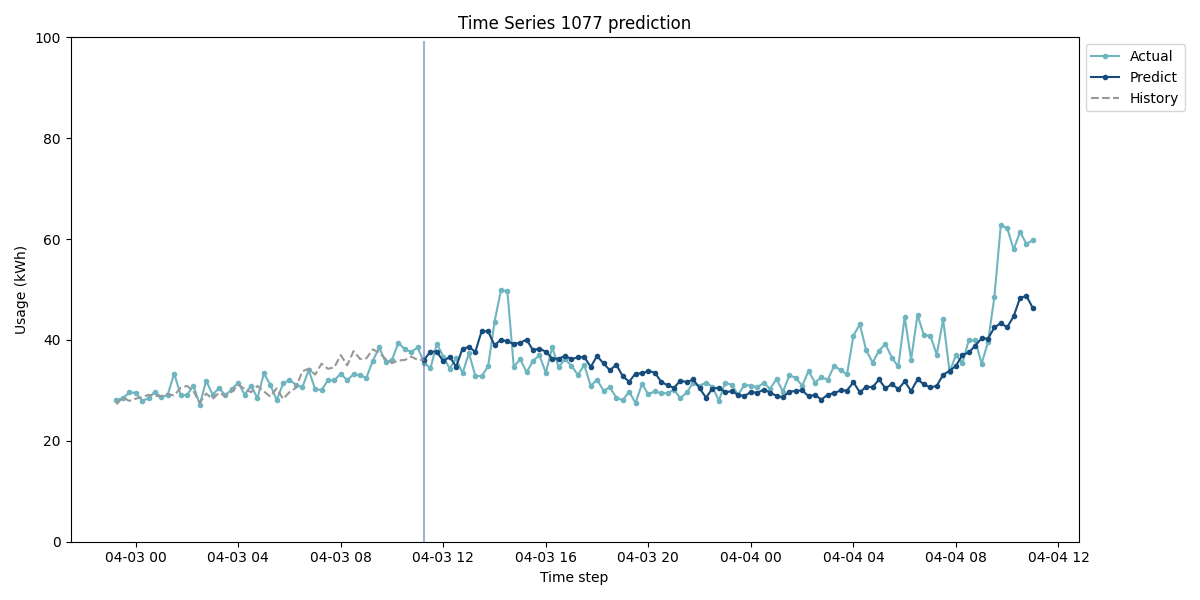 Time Series 1077 prediction
Usage (kWh)
100
80
60
40
20
0
04-03 00
04-03 04
04-03 08
04-03 12
04-03 16
04-03 20
04-04 00
04-04 04
04-04 08
04-04 12
Time step
Actual
Predict
History